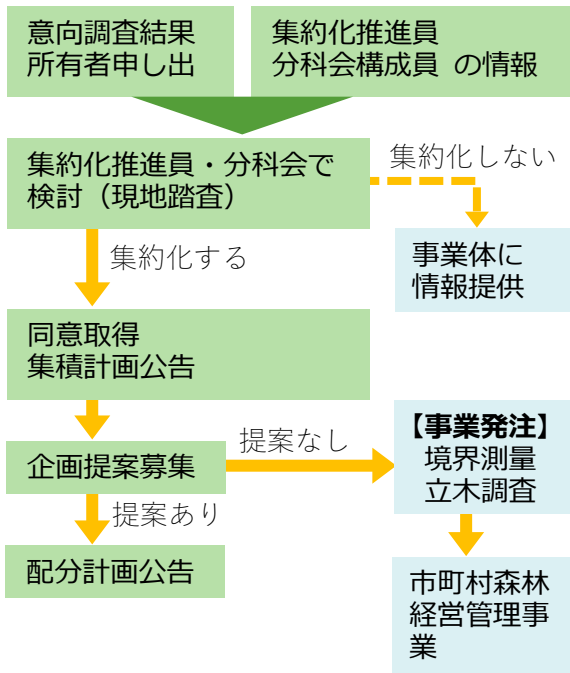 意向調査結果
所有者申し出
集約化推進員
分科会構成員 の情報
集約化推進員・分科会で
検討（現地踏査）
集約化しない
事業体に
情報提供
集約化する
同意取得
集積計画公告
企画提案募集
提案なし
【事業発注】
境界測量
立木調査
提案あり
配分計画公告
市町村森林
経営管理事
業